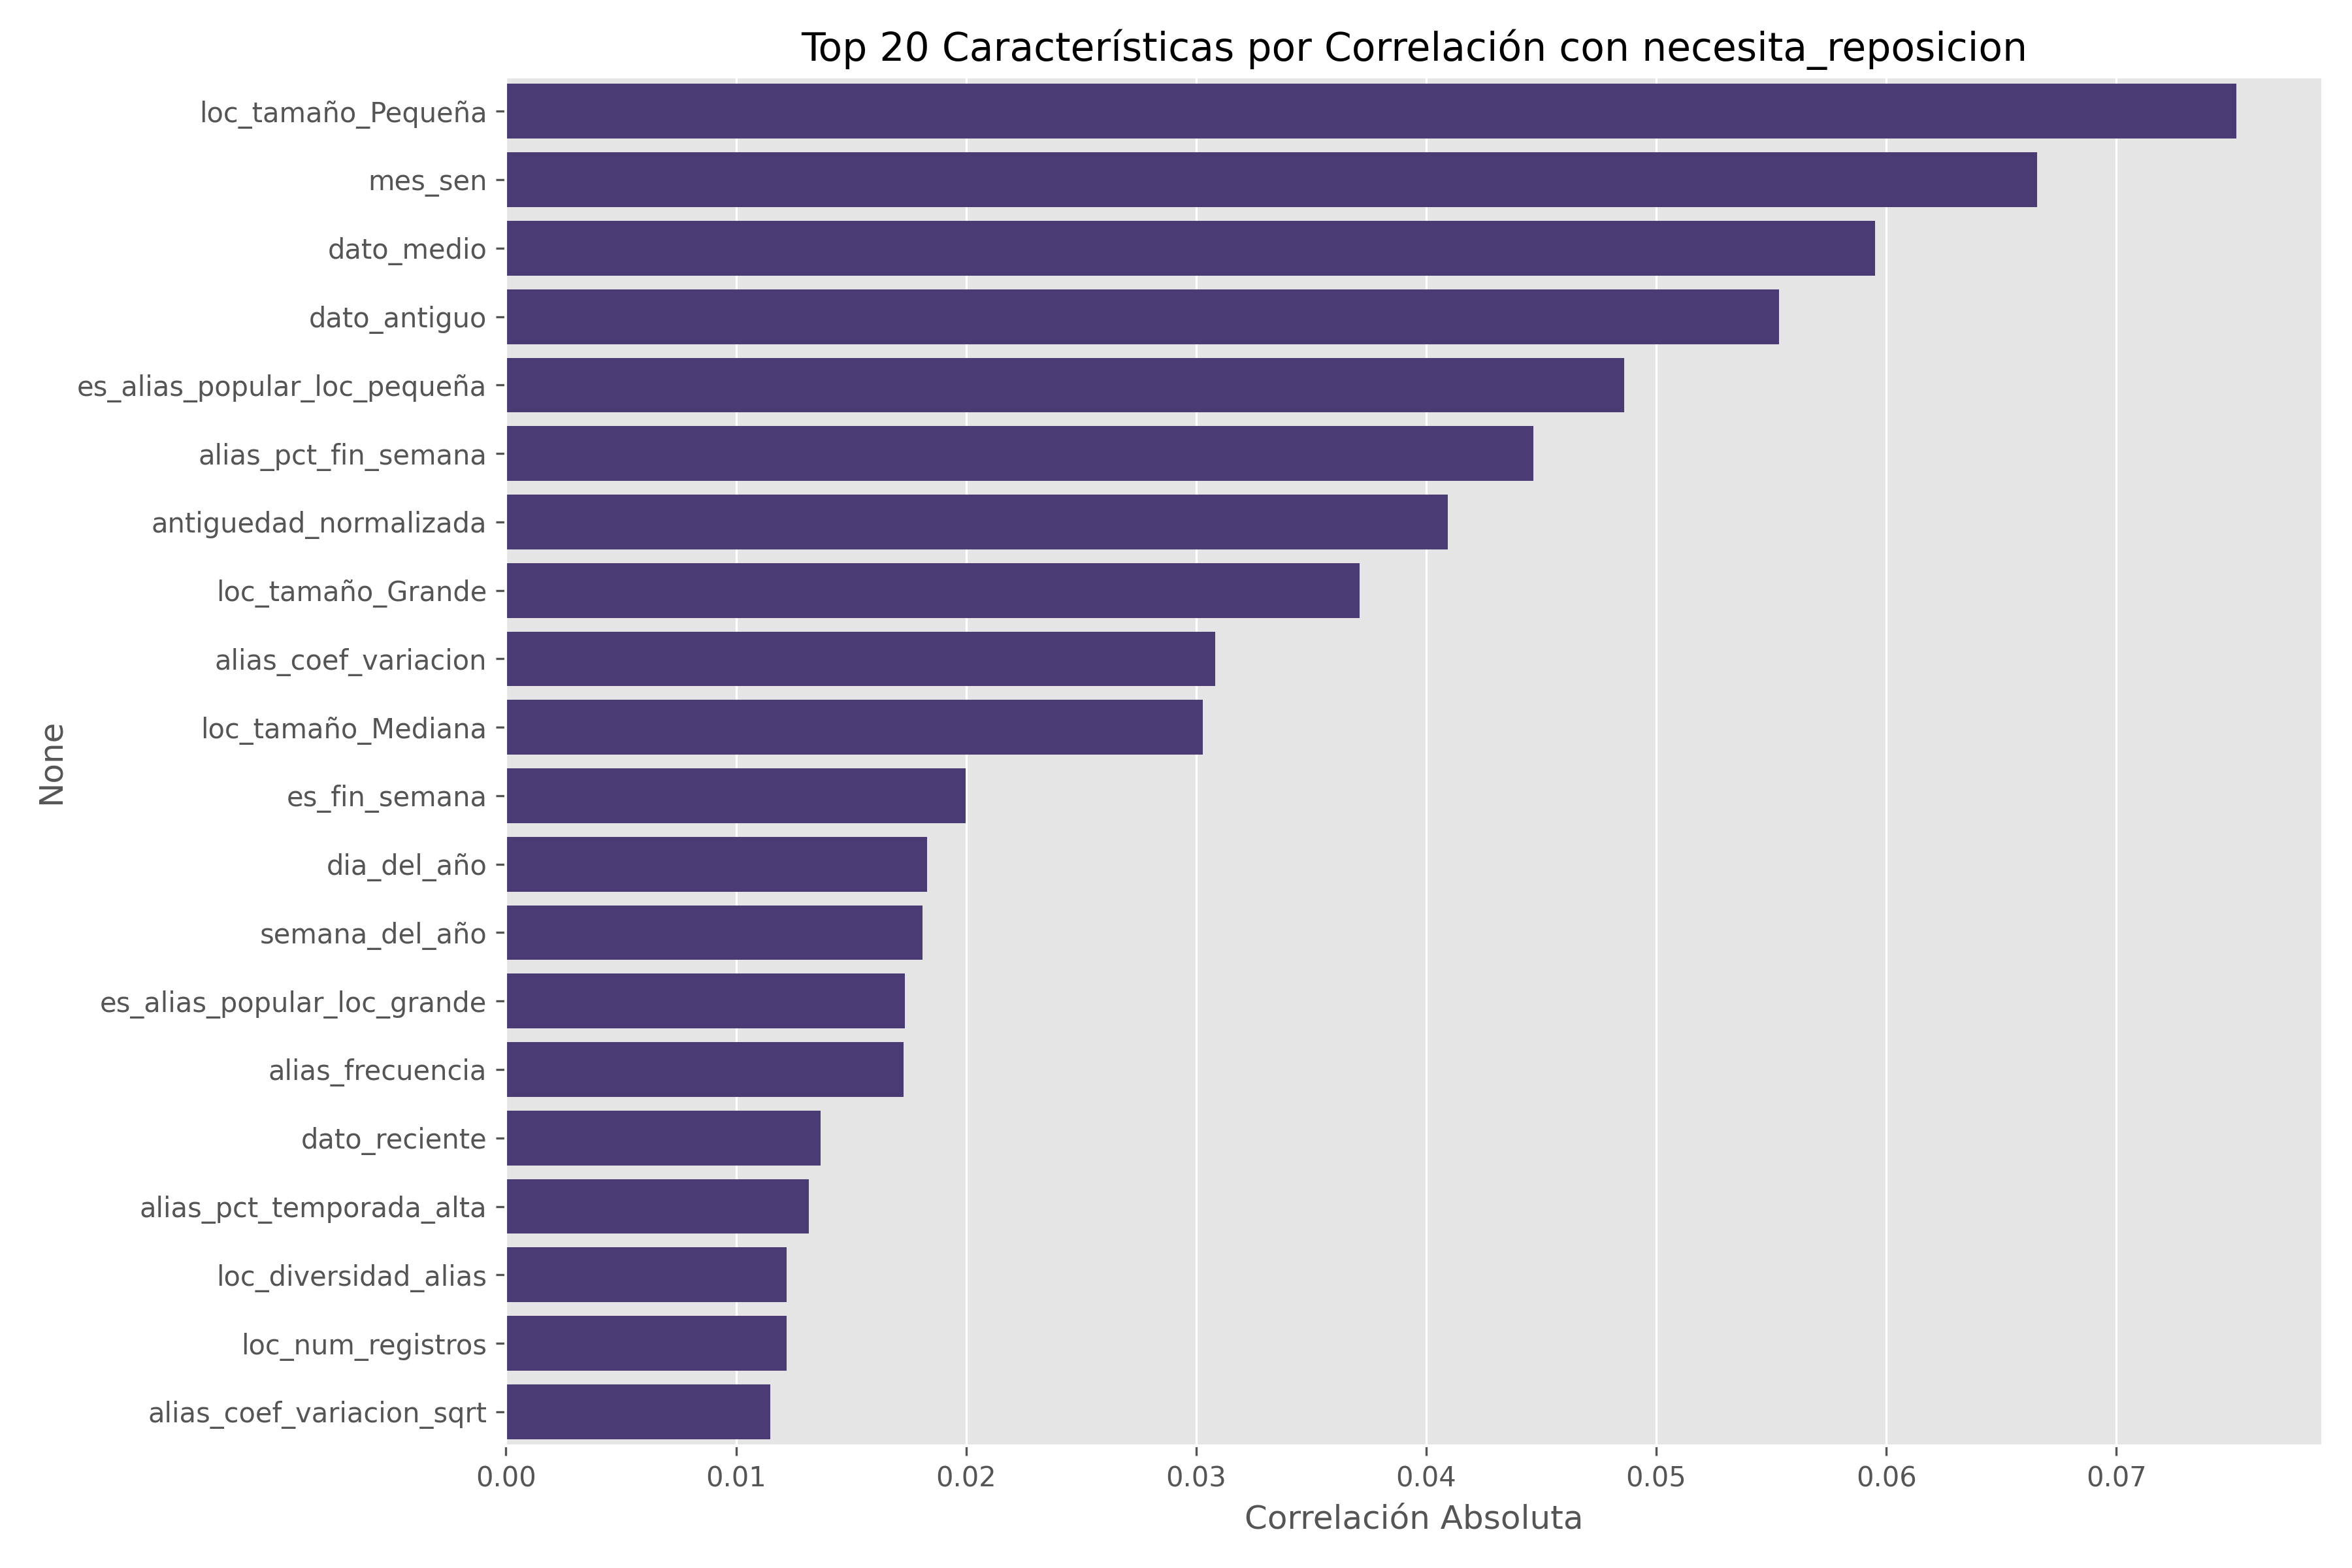 Top 20 Características por Correlación con necesita_reposicion
loc_tamaño_Pequeña
mes_sen
dato_medio
dato_antiguo
es_alias_popular_loc_pequeña
alias_pct_fin_semana
antiguedad_normalizada
loc_tamaño_Grande
alias_coef_variacion
loc_tamaño_Mediana
es_fin_semana
dia_del_año
semana_del_año
es_alias_popular_loc_grande
alias_frecuencia
dato_reciente
alias_pct_temporada_alta
loc_diversidad_alias
loc_num_registros
alias_coef_variacion_sqrt
None
0.00 0.01 0.02 0.03 0.04 0.05 0.06 0.07
Correlación Absoluta